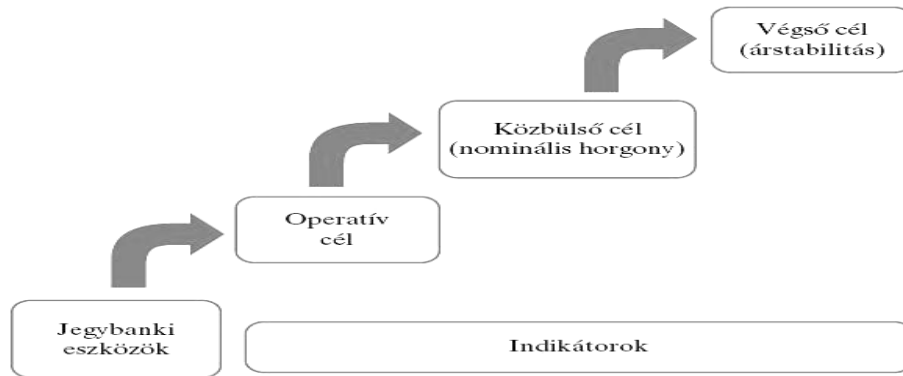 Végső cél
(árstabilitás)
Közbülső cél
(nominális horgony)
Operatív
cél
Jegybanki
eszközök
Indikátorok